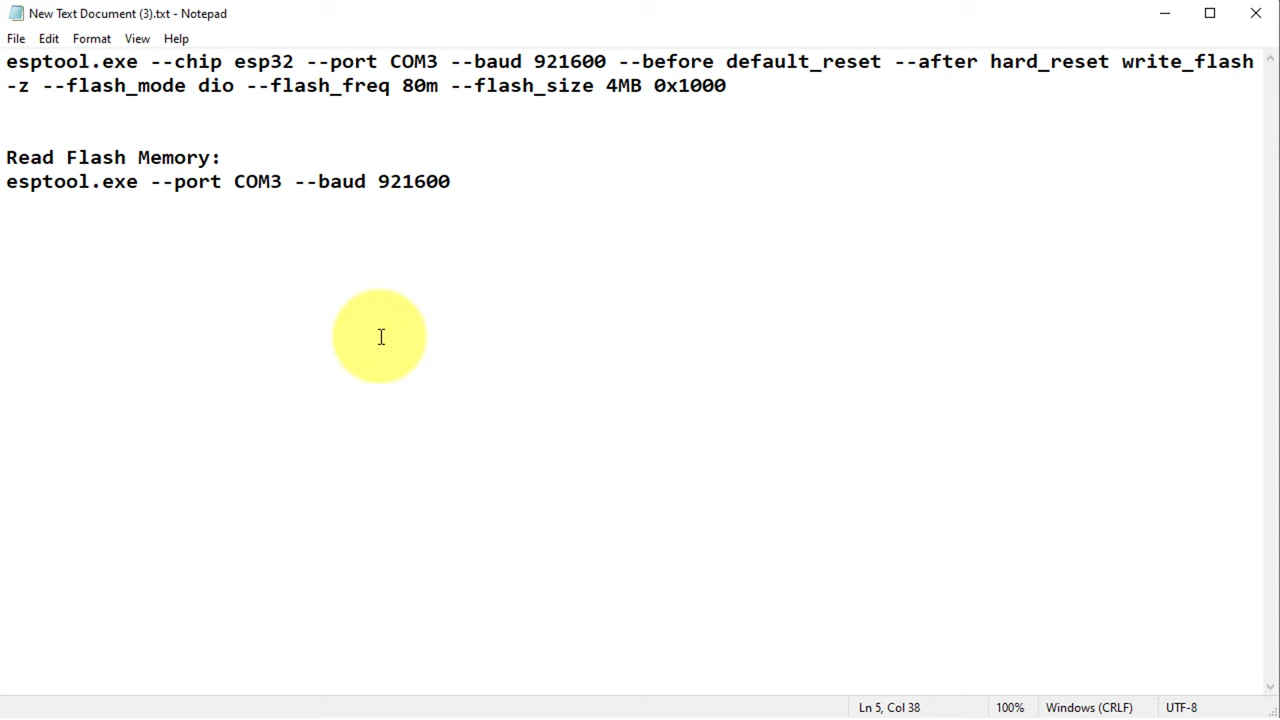 New Text Document (3).txt - Notepad
File Edit Format View Help
esptool.exe --chip esp32 --port COM3 --baud 921600 --before default_reset --after hard_reset write_flash
-z --flash_mode dio --flash_freq 80m --flash_size 4MB 0x1000
Read Flash Memory:
esptool.exe --port COM3 --baud 921600
Ln 5, Col 38 100% Windows (CRLF) UTF-8